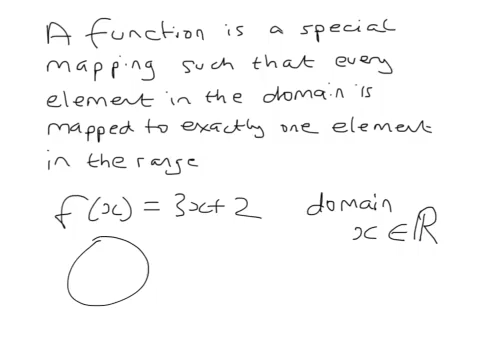 A function is a special
mapping such that every
element in the domain is
mapped to exactly one element
in the range
f(x) = 3x+2 domain
x ∈ ℝ